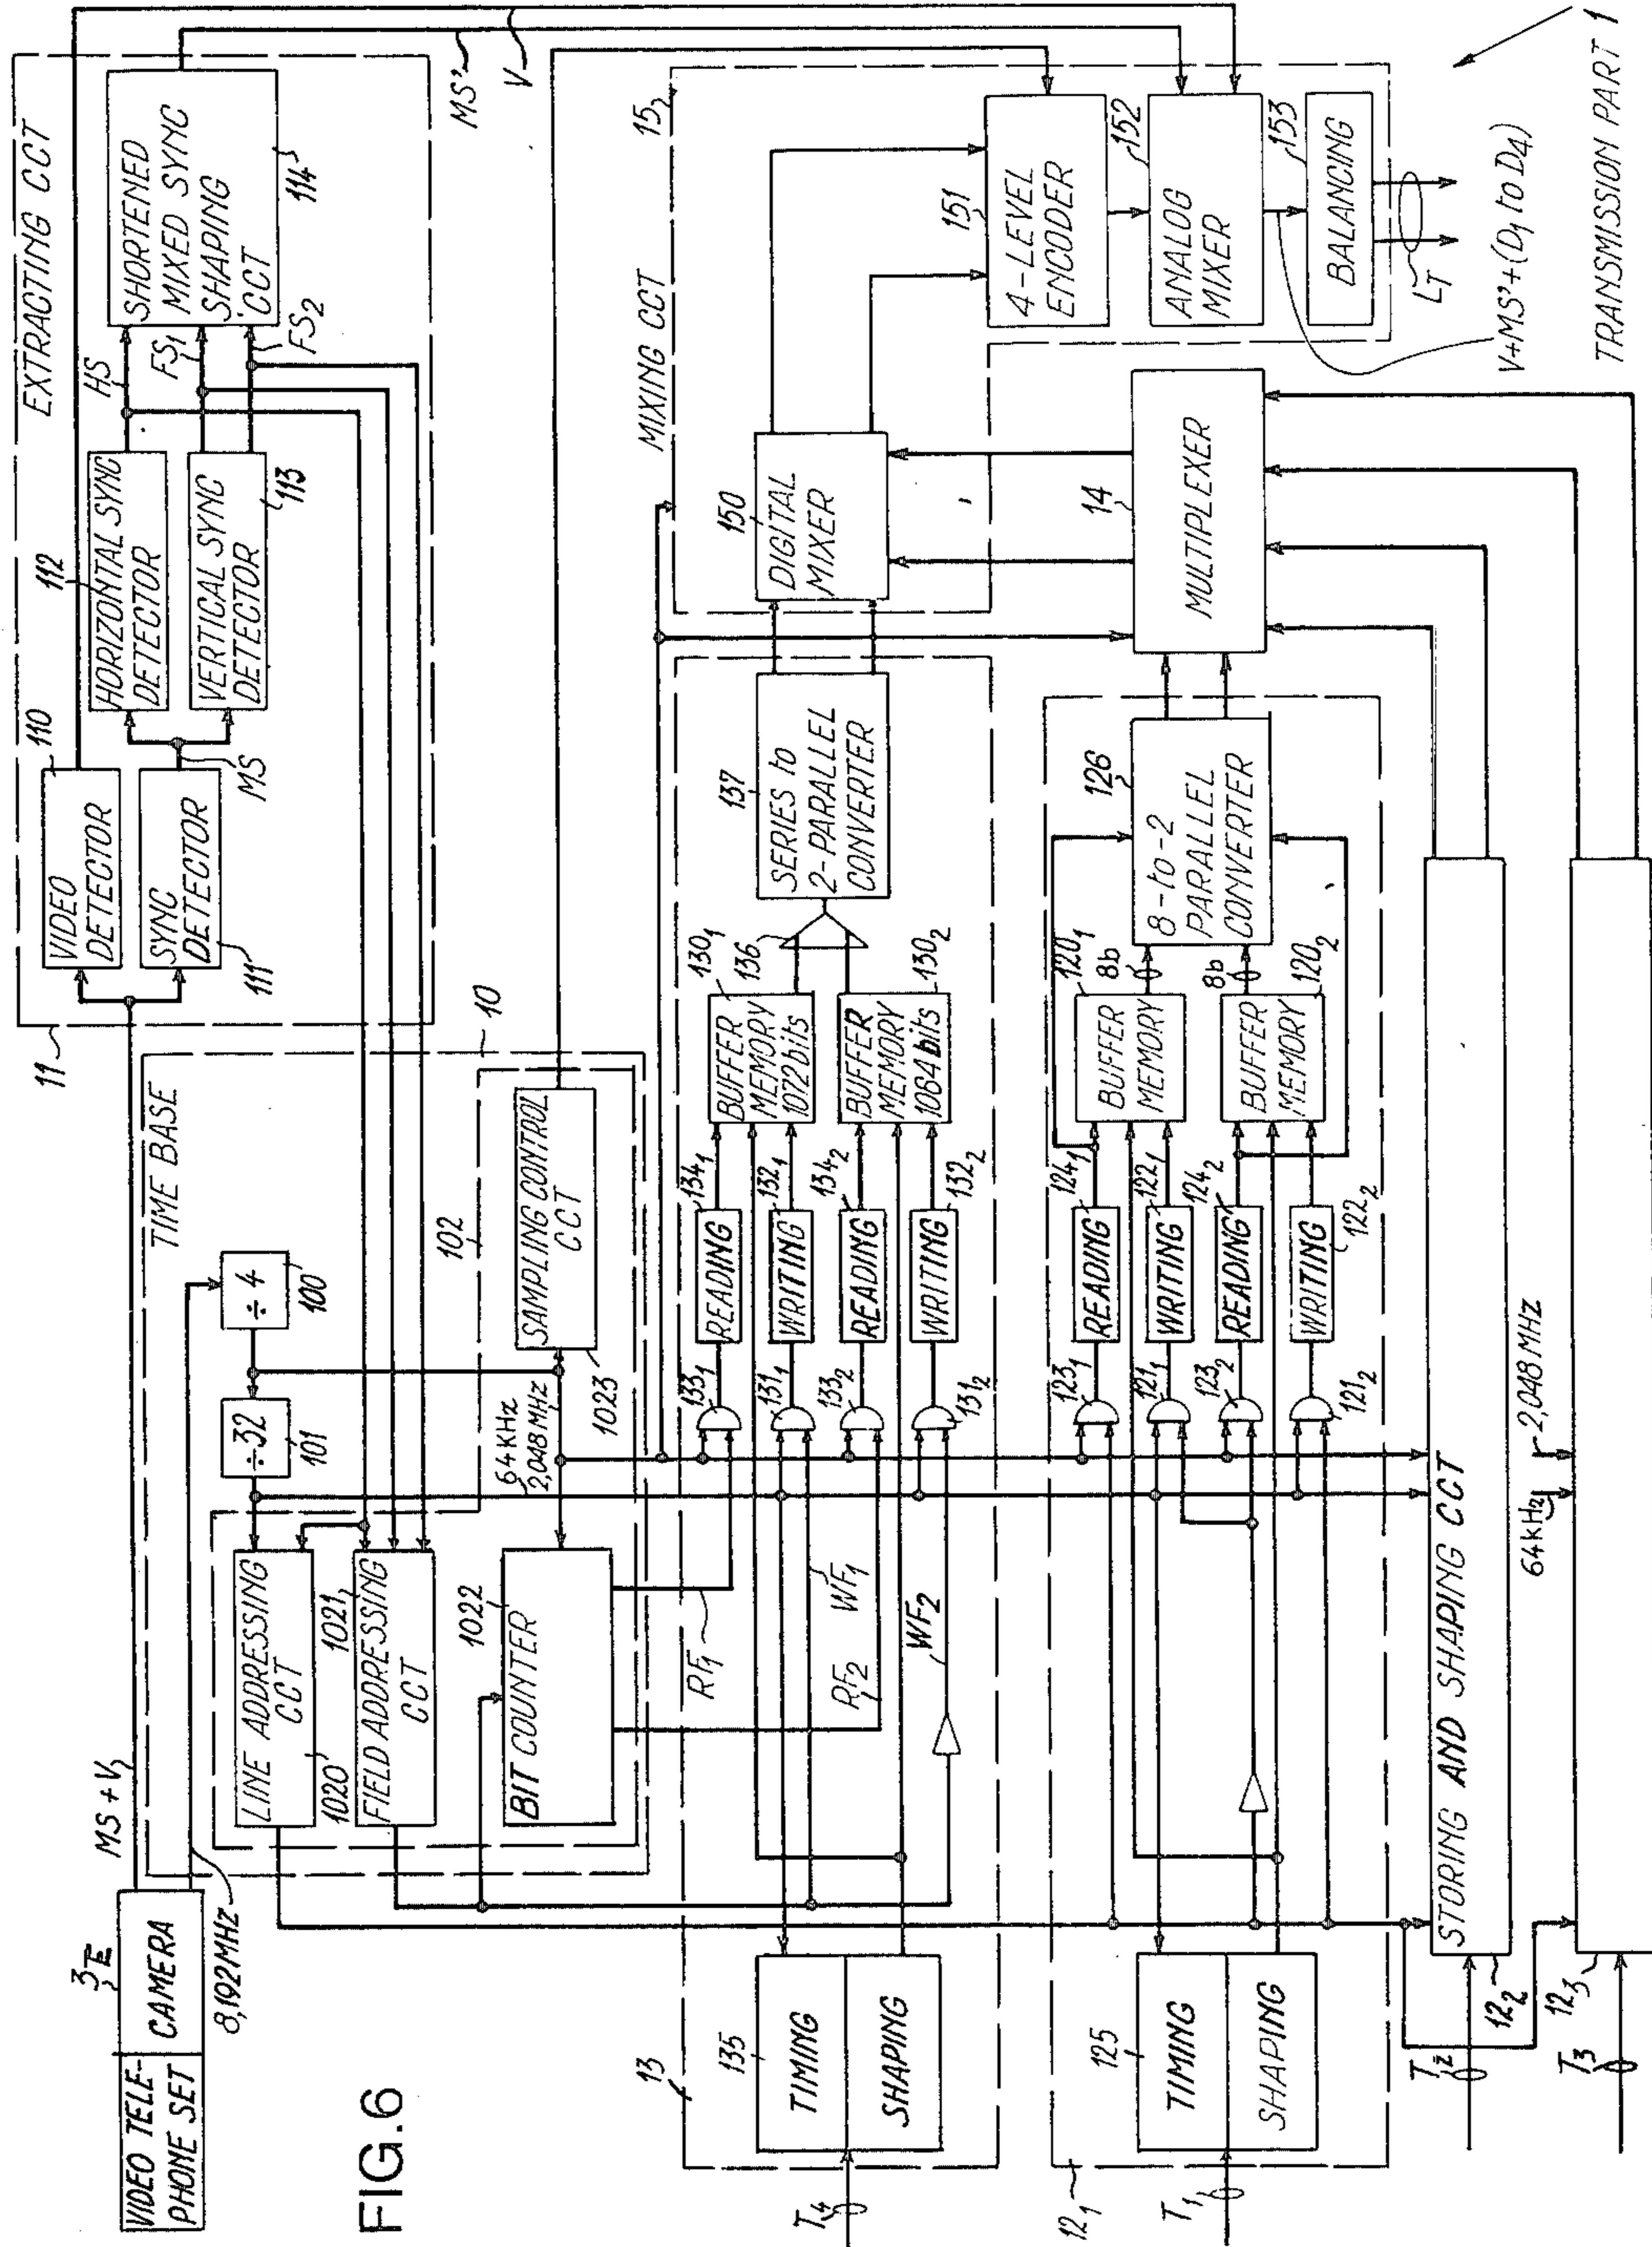 FIG.6
VIDEO TELE-
PHONE SET
CAMERA
3E
MS + V
8,192MHz
11
EXTRACTING CCT
VIDEO
DETECTOR
110
SYNC
DETECTOR
111
MS
112
HORIZONTAL SYNC
DETECTOR
VERTICAL SYNC
DETECTOR
113
HS
FS1
FS2
SHORTENED
MIXED SYNC
SHAPING
CCT
114
MS'
V
TIME BASE
10
÷ 4
100
÷ 32
101
102
LINE ADDRESSING
CCT
1020
1021
FIELD ADDRESSING
CCT
1022
BIT COUNTER
SAMPLING CONTROL
CCT
1023
64 kHz
2,048 MHz
RF1
RF2
WF1
WF2
13
T4
135
TIMING
SHAPING
1331
READING
1341
1311
WRITING
1321
1332
READING
1342
1312
WRITING
1322
BUFFER
MEMORY
1072 bits
1301
136
BUFFER
MEMORY
1064 bits
1302
137
SERIES to
2-PARALLEL
CONVERTER
MIXING CCT
15
150
DIGITAL
MIXER
151
4-LEVEL
ENCODER
152
ANALOG
MIXER
153
BALANCING
LT
V+MS'+(D1 to D4)
121
T1
125
TIMING
SHAPING
1231
READING
1241
1211
WRITING
1221
1232
READING
1242
1212
WRITING
1222
BUFFER
MEMORY
1201
8b
BUFFER
MEMORY
1202
8b
126
8-to-2
PARALLEL
CONVERTER
14
MULTIPLEXER
T2
122
STORING AND SHAPING CCT
T3
123
64 kHz
2,048 MHz
TRANSMISSION PART 1